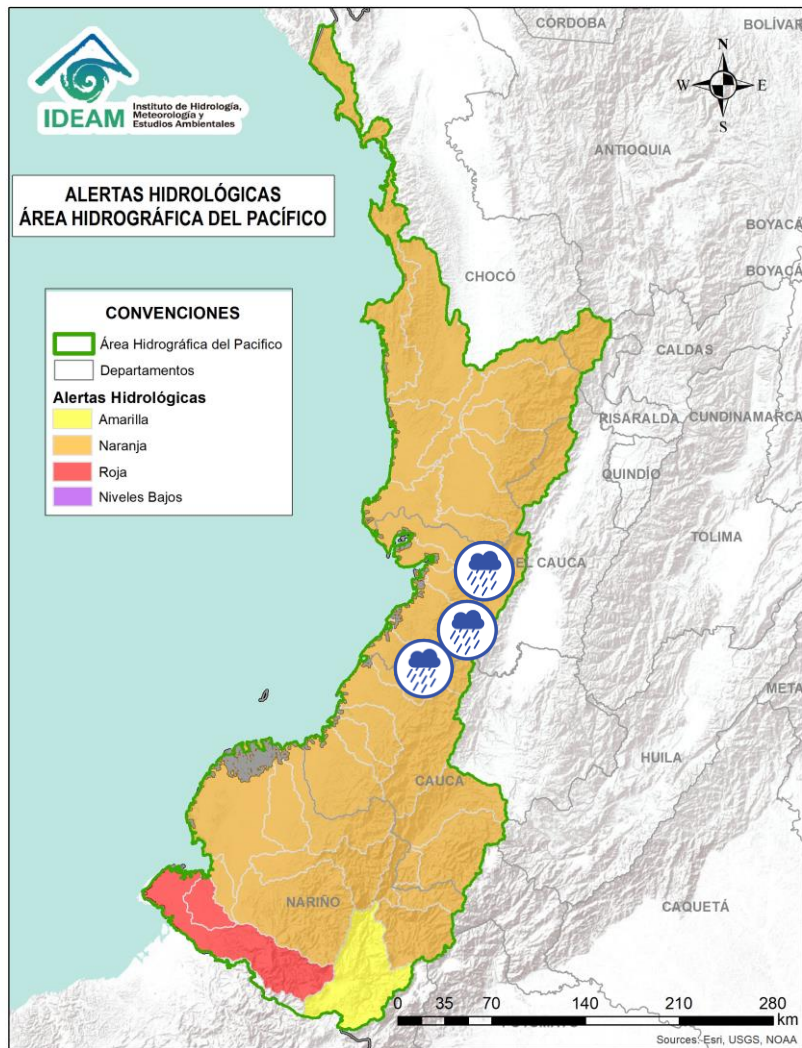 IDEAM
Instituto de Hidrología,
Meteorología y
Estudios Ambientales
ALERTAS HIDROLÓGICAS
ÁREA HIDROGRÁFICA DEL PACÍFICO
CONVENCIONES
Área Hidrográfica del Pacifico
Departamentos
Alertas Hidrológicas
Amarilla
Naranja
Roja
Niveles Bajos
N
W E
S
CÓRDOBA
BOLÍVAR
ANTIOQUIA
BOYACÁ
BOYACÁ
CHOCÓ
CALDAS
RISARALDA
CUNDINAMARCA
QUINDÍO
TOLIMA
EL CAUCA
META
HUILA
CAUCA
NARIÑO
CAQUETÁ
0 35 70 140 210 280
km
Sources: Esri, USGS, NOAA